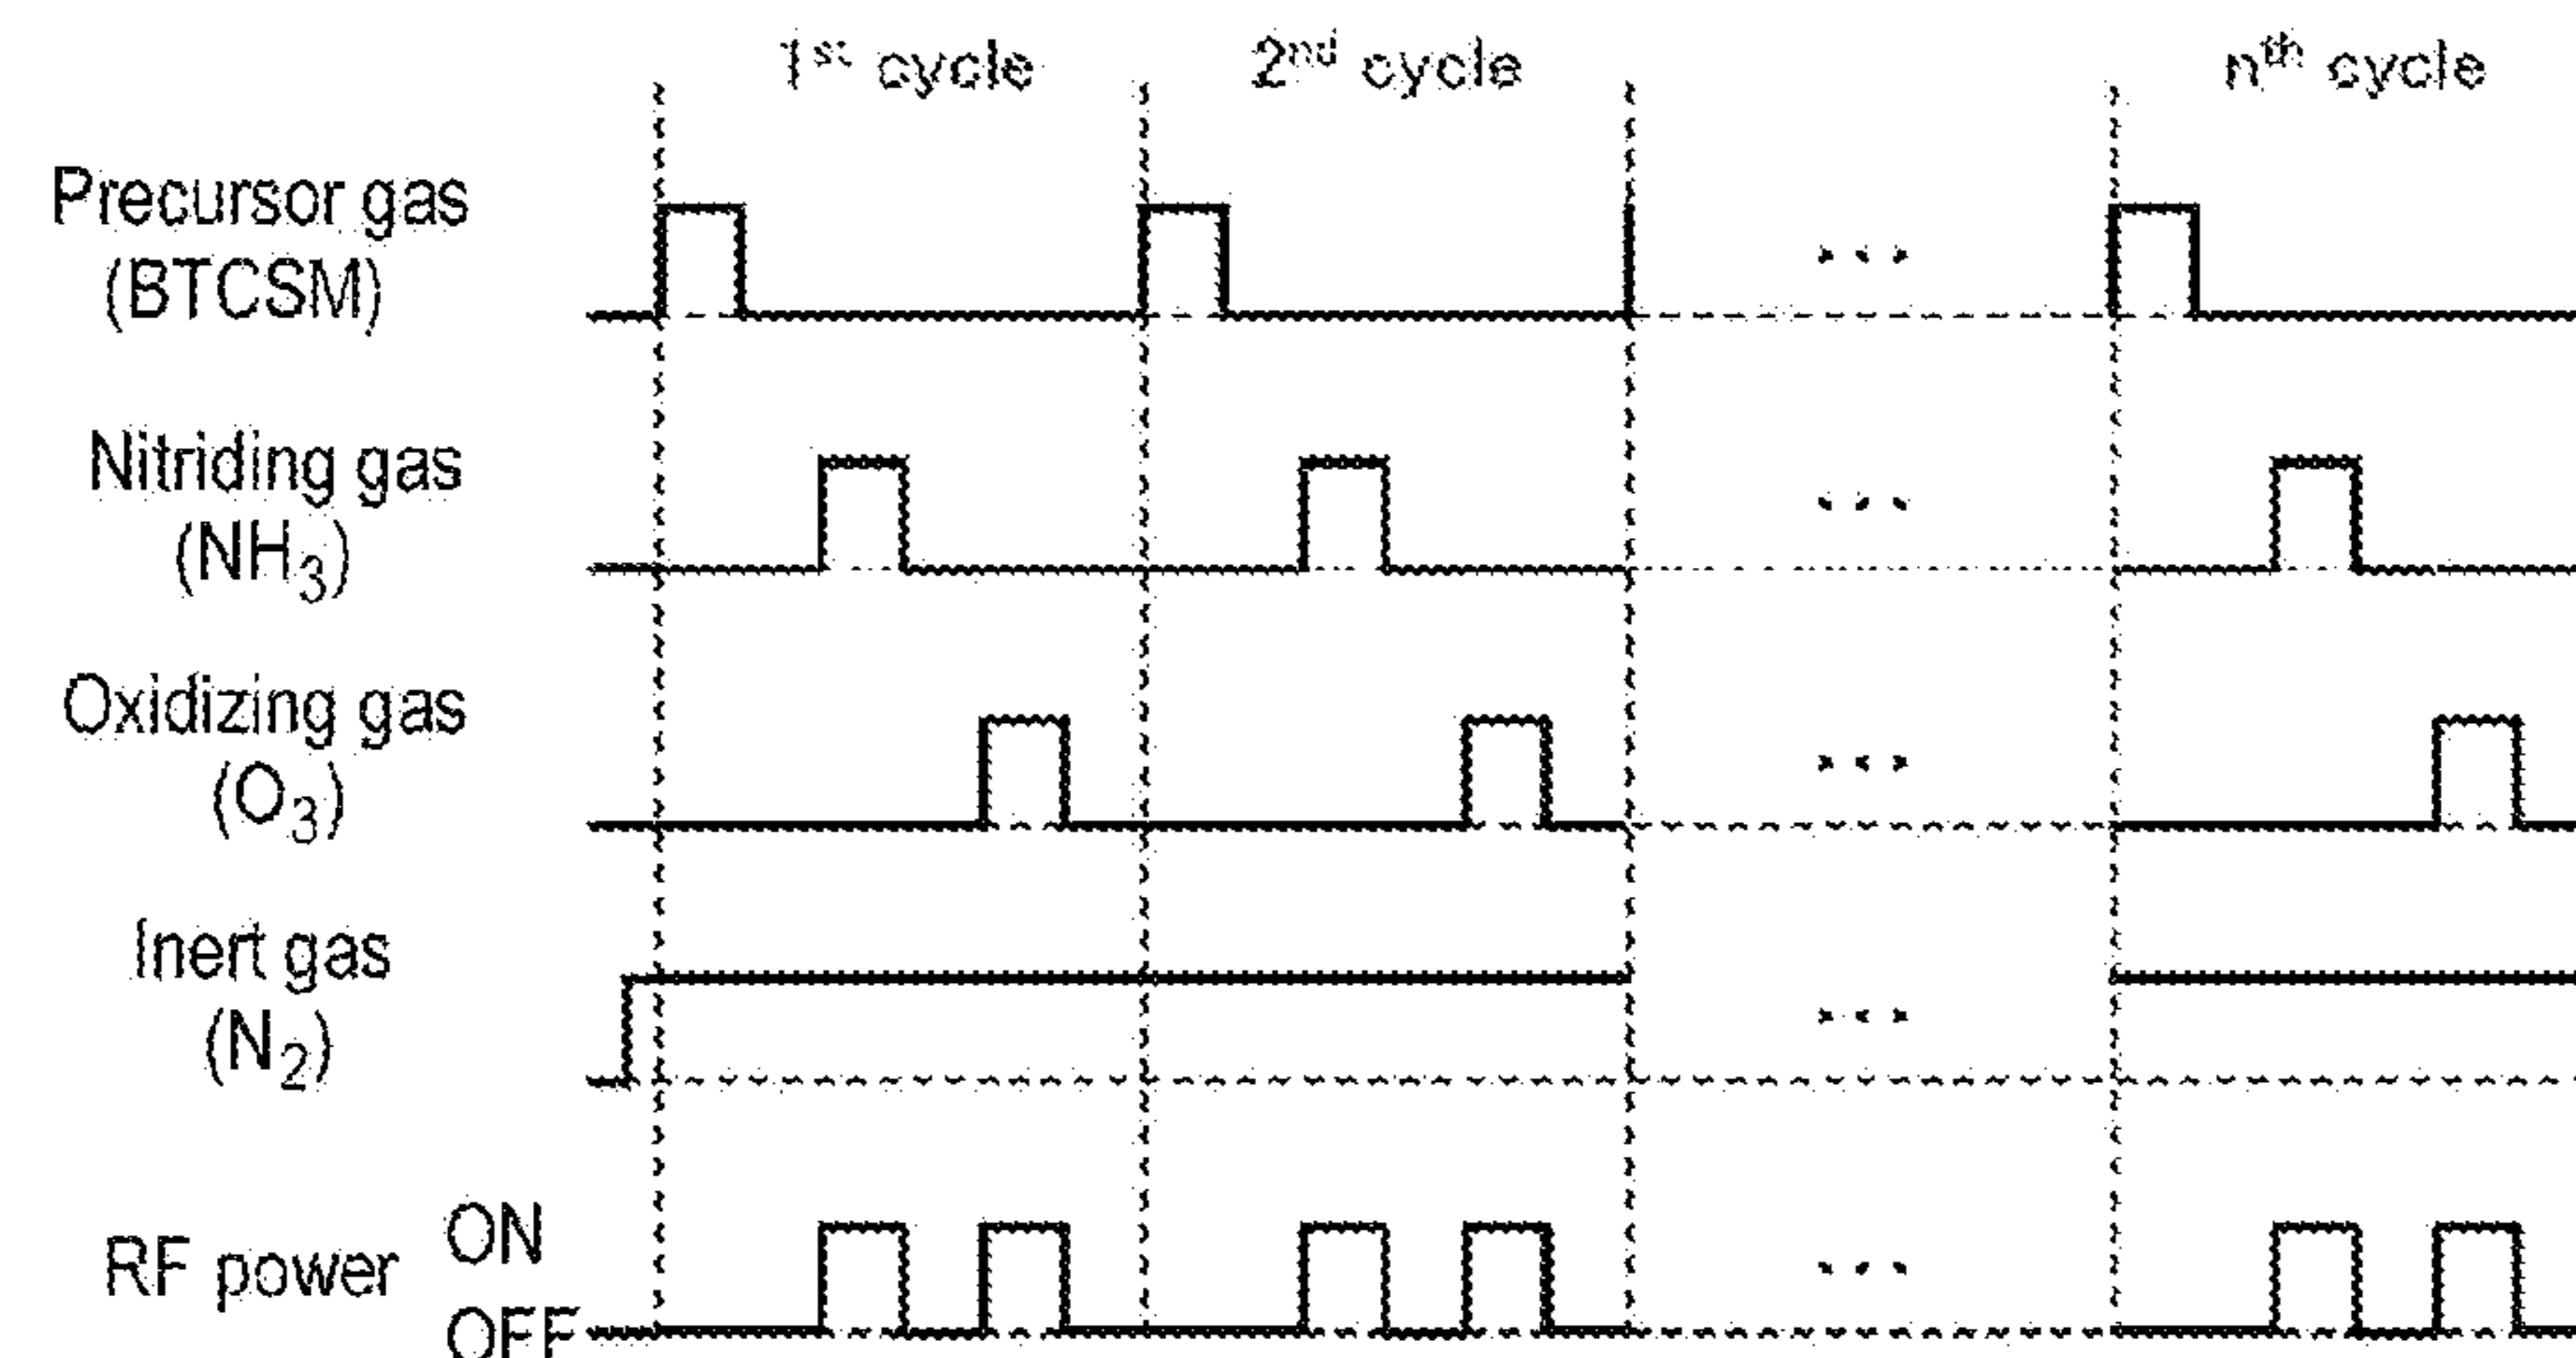 1st cycle
2nd cycle
nth cycle
Precursor gas
(BTCSM)
Nitriding gas
(NH3)
Oxidizing gas
(O3)
Inert gas
(N2)
RF power
ON
OFF